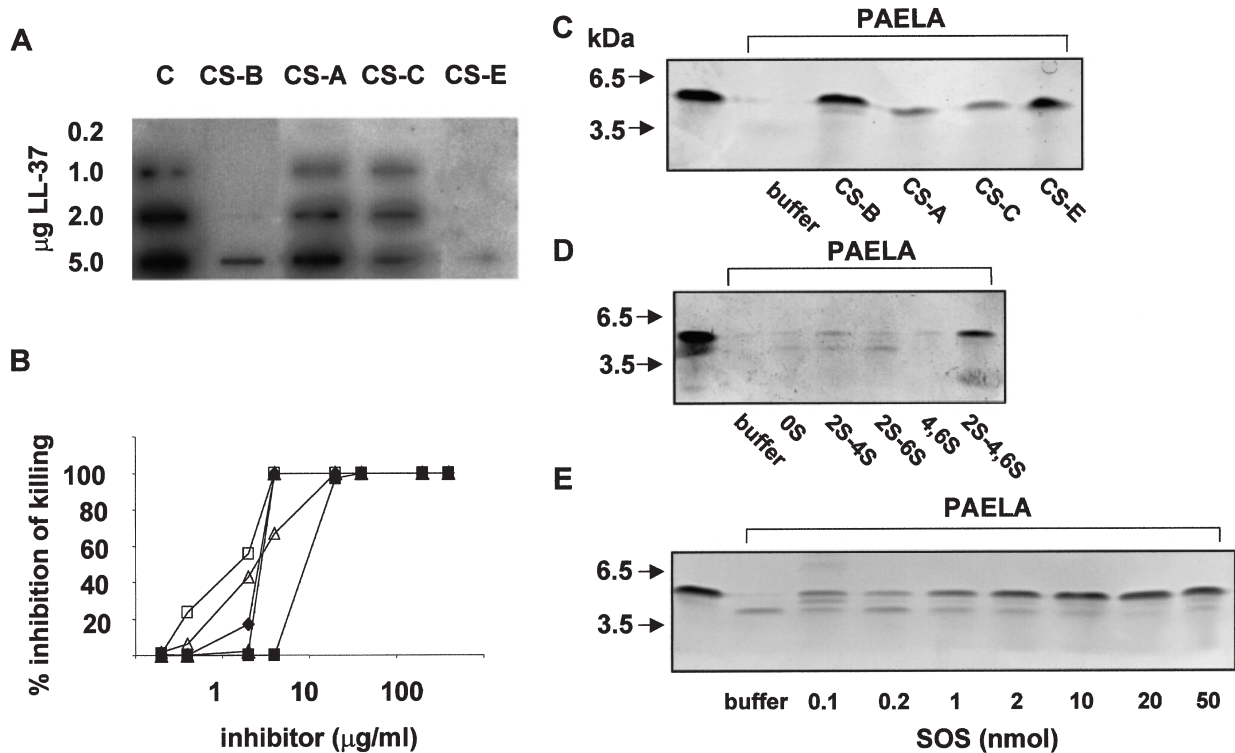 A
C CS-B CS-A CS-C CS-E
µg LL-37
0.2
1.0
2.0
5.0
B
% inhibition of killing
100
80
60
40
20
1 10 100
inhibitor (µg/ml)
C
kDa
PAELA
6.5
3.5
buffer CS-B CS-A CS-C CS-E
D
PAELA
6.5
3.5
buffer 0S 2S-4S 2S-6S 4,6S 2S-4,6S
E
PAELA
6.5
3.5
buffer 0.1 0.2 1 2 10 20 50
SOS (nmol)